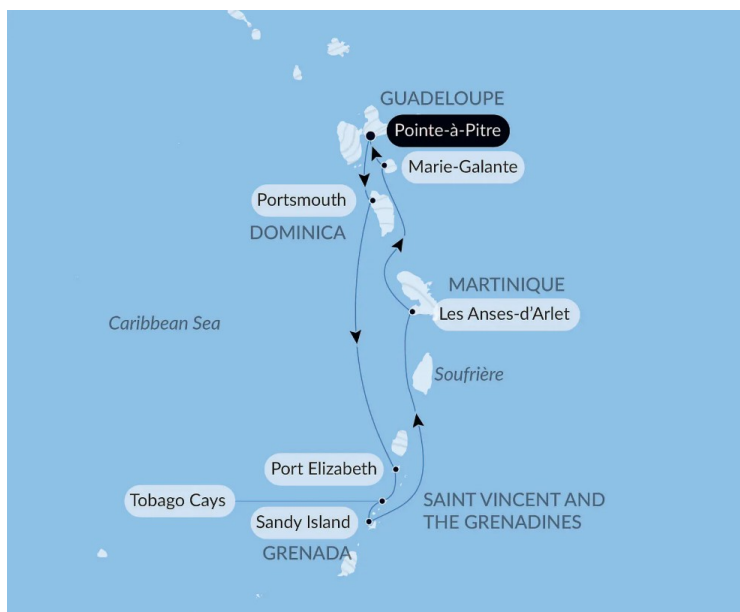 GUADELOUPE
Pointe-à-Pitre
Marie-Galante
Portsmouth
DOMINICA
MARTINIQUE
Les Anses-d'Arlet
Caribbean Sea
Soufrière
Port Elizabeth
Tobago Cays
SAINT VINCENT AND
THE GRENADINES
Sandy Island
GRENADA